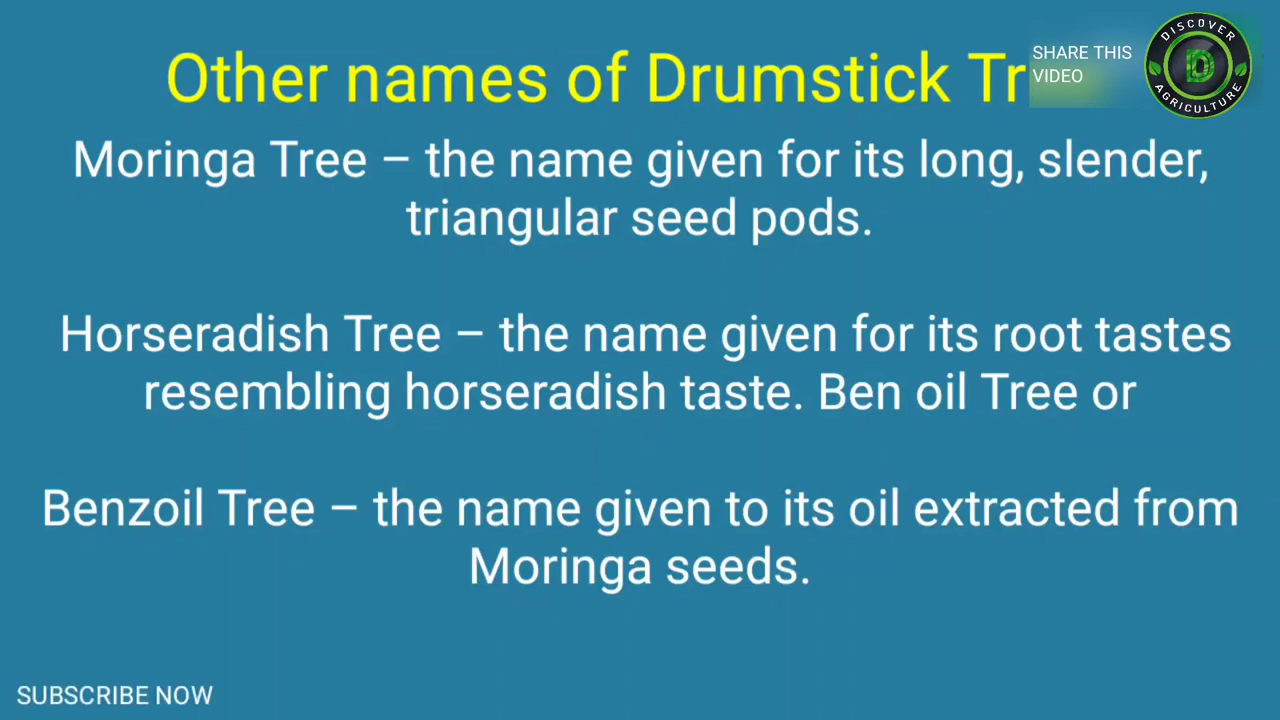 Other names of Drumstick Tr
SHARE THIS
VIDEO
DISCOVER
D
AGRICULTURE
Moringa Tree – the name given for its long, slender,
triangular seed pods.
Horseradish Tree – the name given for its root tastes
resembling horseradish taste. Ben oil Tree or
Benzoil Tree – the name given to its oil extracted from
Moringa seeds.
SUBSCRIBE NOW